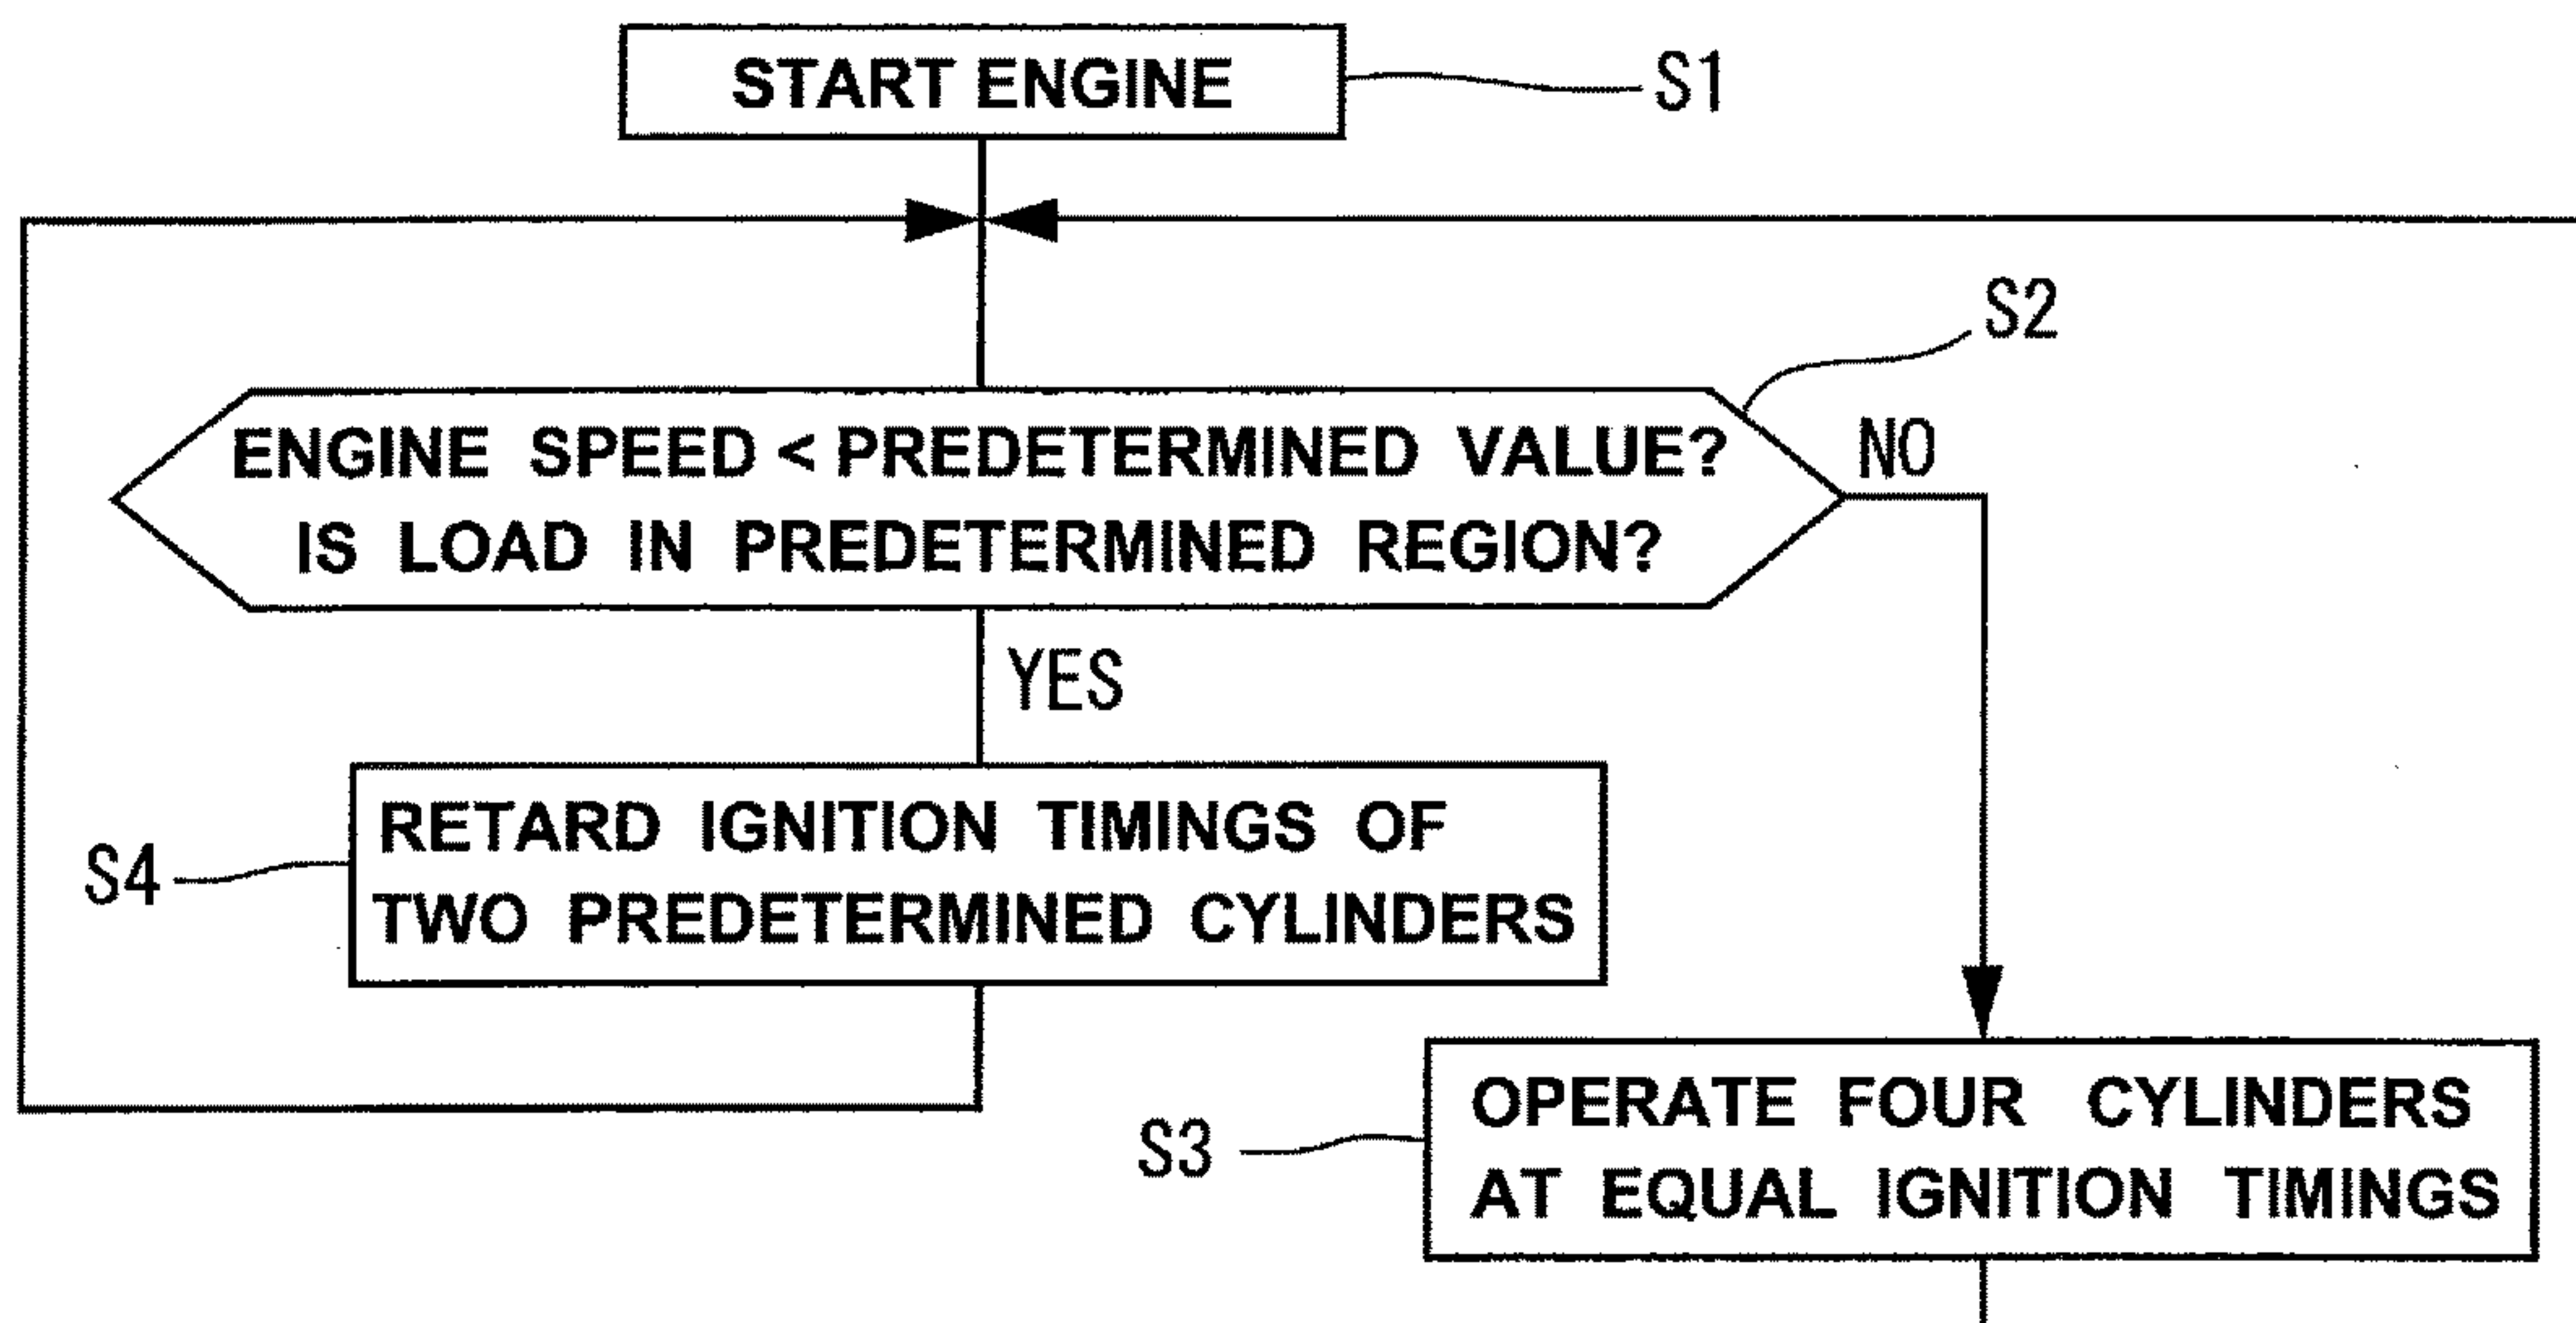 START ENGINE
S1
S2
ENGINE SPEED < PREDETERMINED VALUE?
IS LOAD IN PREDETERMINED REGION?
NO
YES
RETARD IGNITION TIMINGS OF
TWO PREDETERMINED CYLINDERS
S4
OPERATE FOUR CYLINDERS
AT EQUAL IGNITION TIMINGS
S3